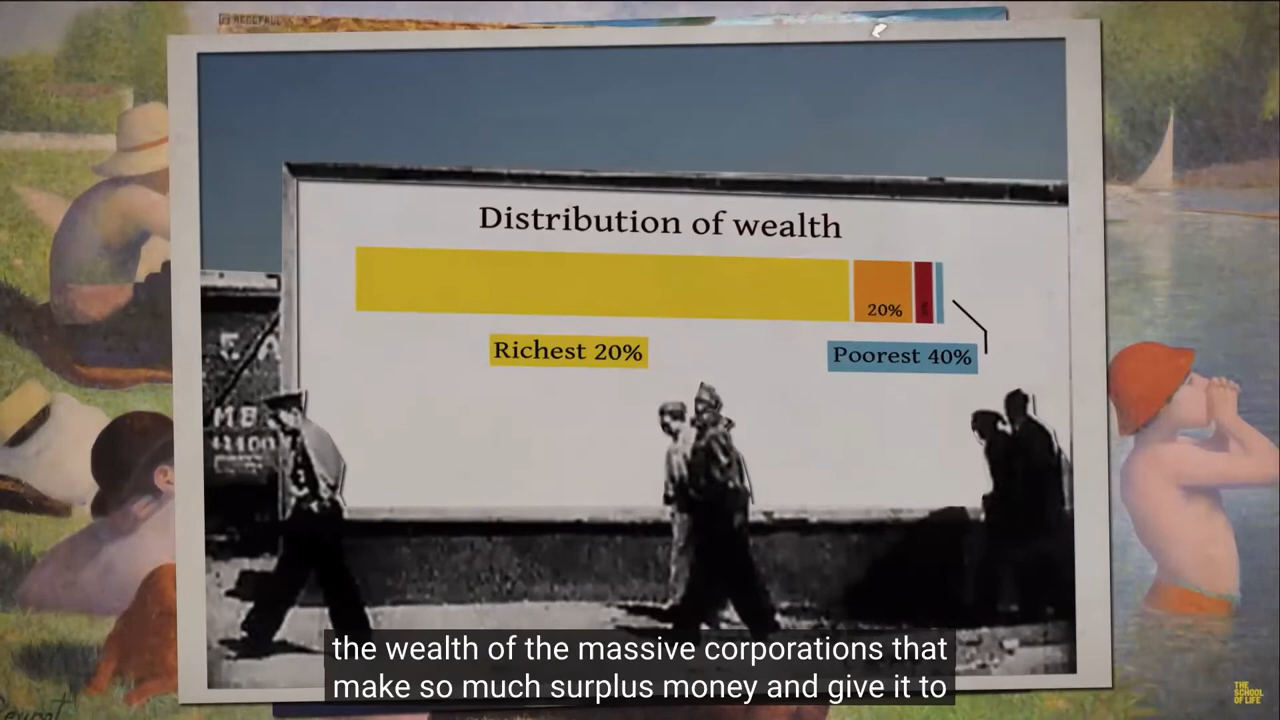 Distribution of wealth
20%
Richest 20%
Poorest 40%
E A
the wealth of the massive corporations that
make so much surplus money and give it to
THE
SCHOOL
OF LIFE